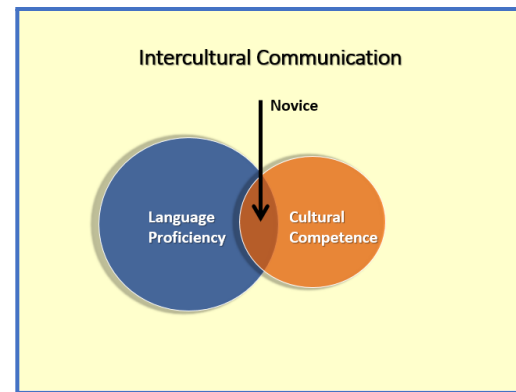 Intercultural Communication
Novice
Language
Proficiency
Cultural
Competence